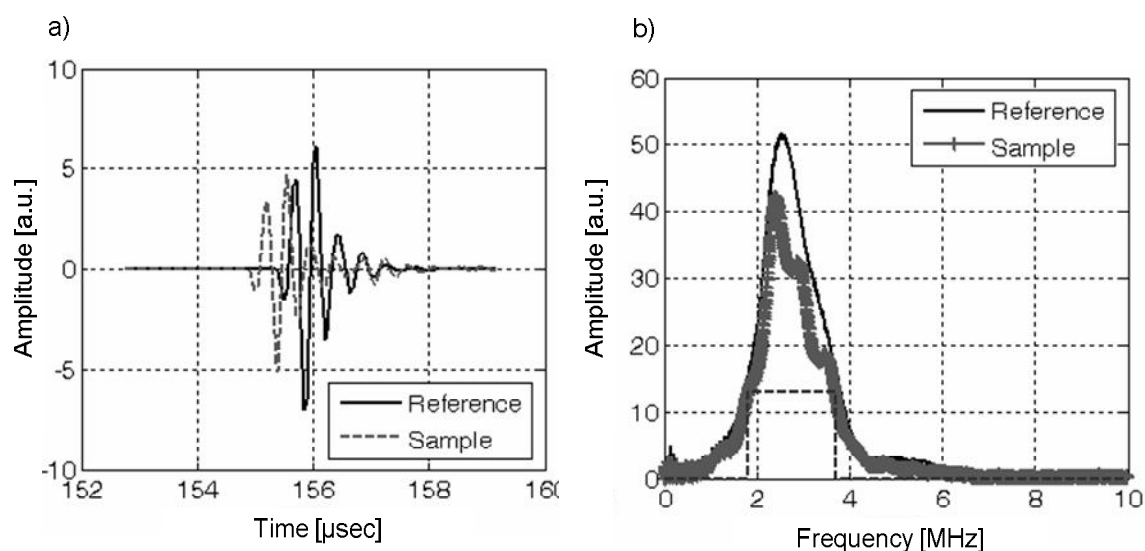 a)
10
5
0
-5
-10
Amplitude [a.u.]
Reference
Sample
152 154 156 158 160
Time [µsec]
b)
60
50
40
30
20
10
0
Amplitude [a.u.]
Reference
Sample
0 2 4 6 8 10
Frequency [MHz]